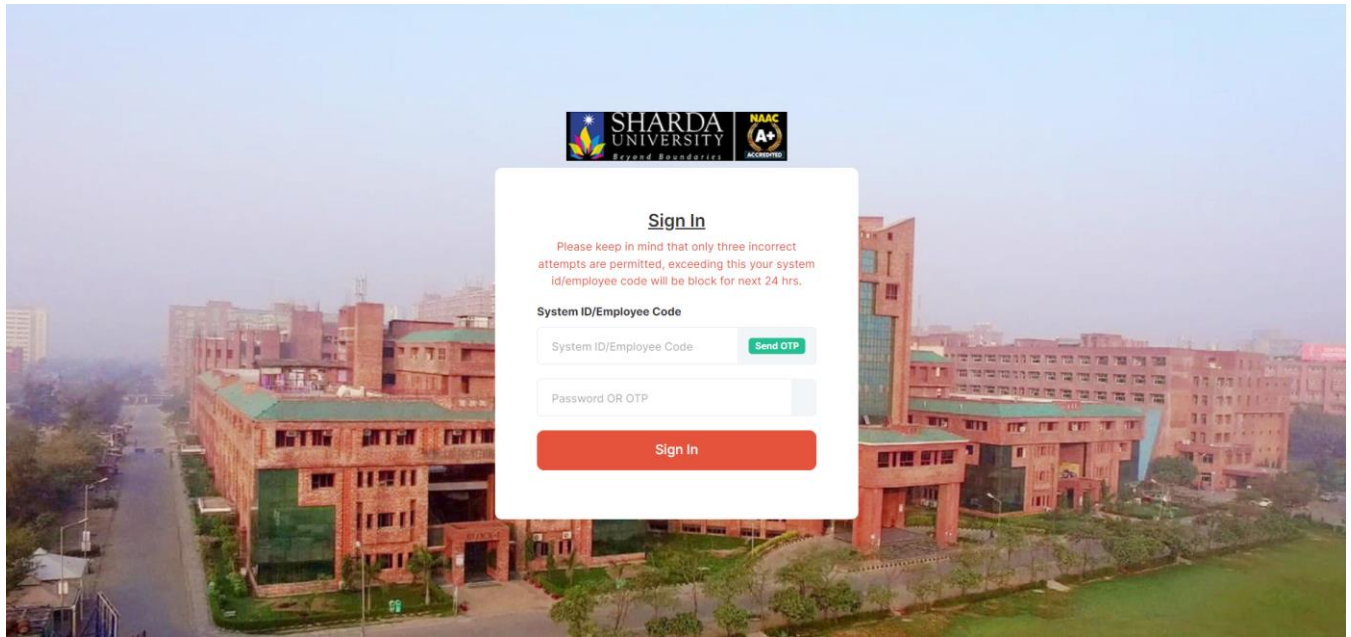 SHARDA
UNIVERSITY
Beyond Boundaries
NAAC
A+
ACCREDITED
Sign In
Please keep in mind that only three incorrect
attempts are permitted, exceeding this your system
id/employee code will be block for next 24 hrs.
System ID/Employee Code
System ID/Employee Code
Send OTP
Password OR OTP
Sign In